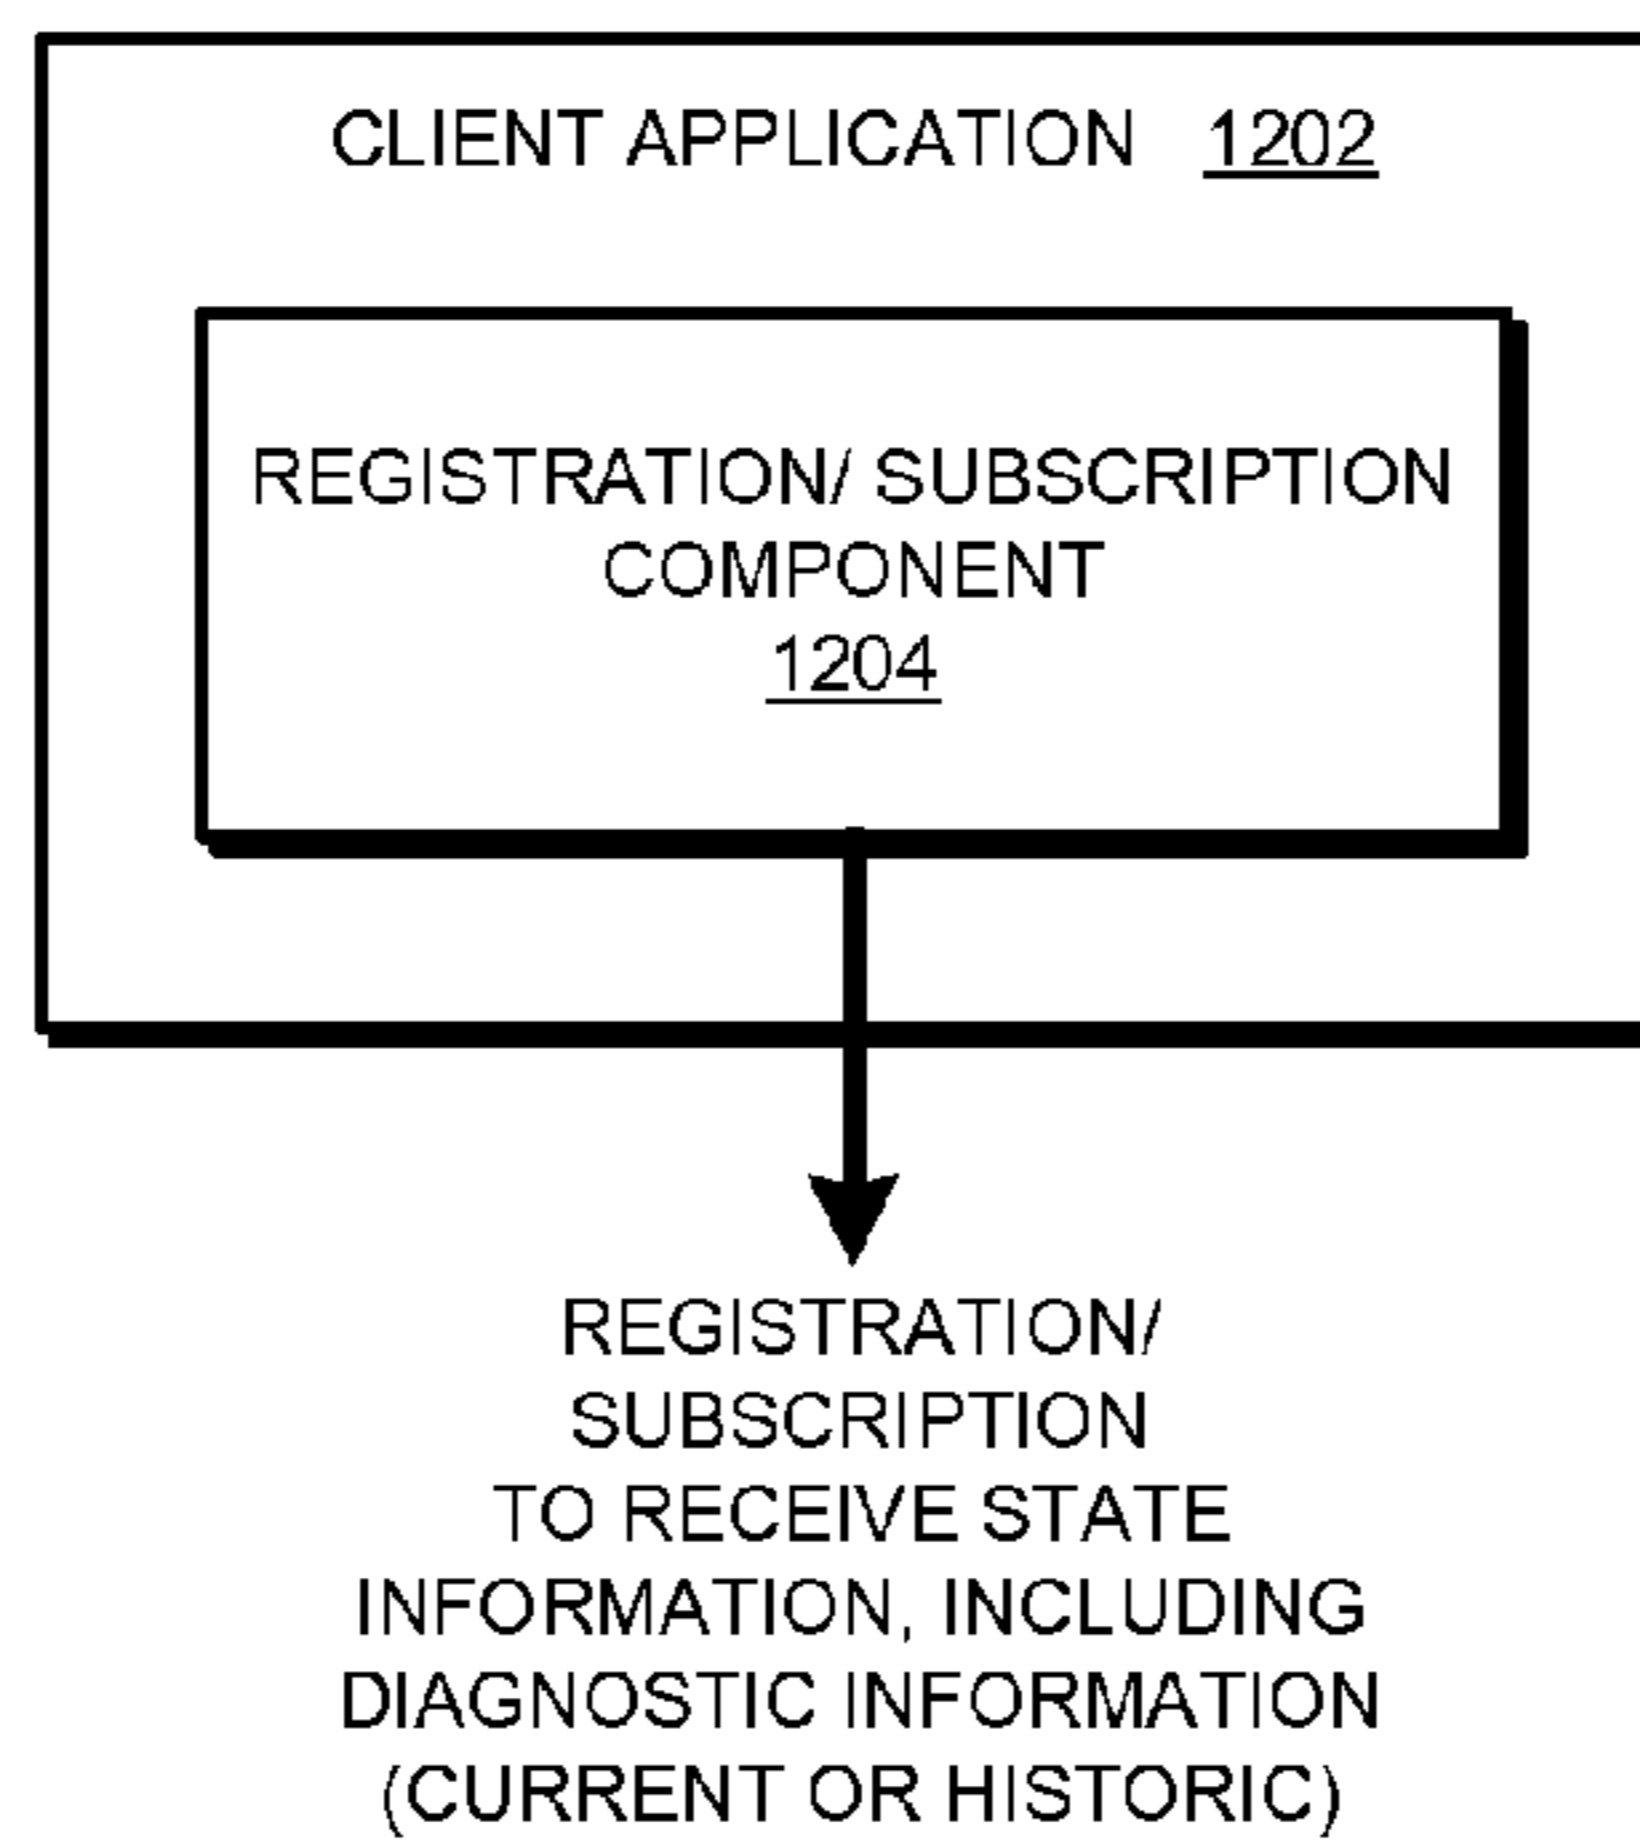 CLIENT APPLICATION 1202
REGISTRATION/ SUBSCRIPTION
COMPONENT
1204
REGISTRATION/
SUBSCRIPTION
TO RECEIVE STATE
INFORMATION, INCLUDING
DIAGNOSTIC INFORMATION
(CURRENT OR HISTORIC)